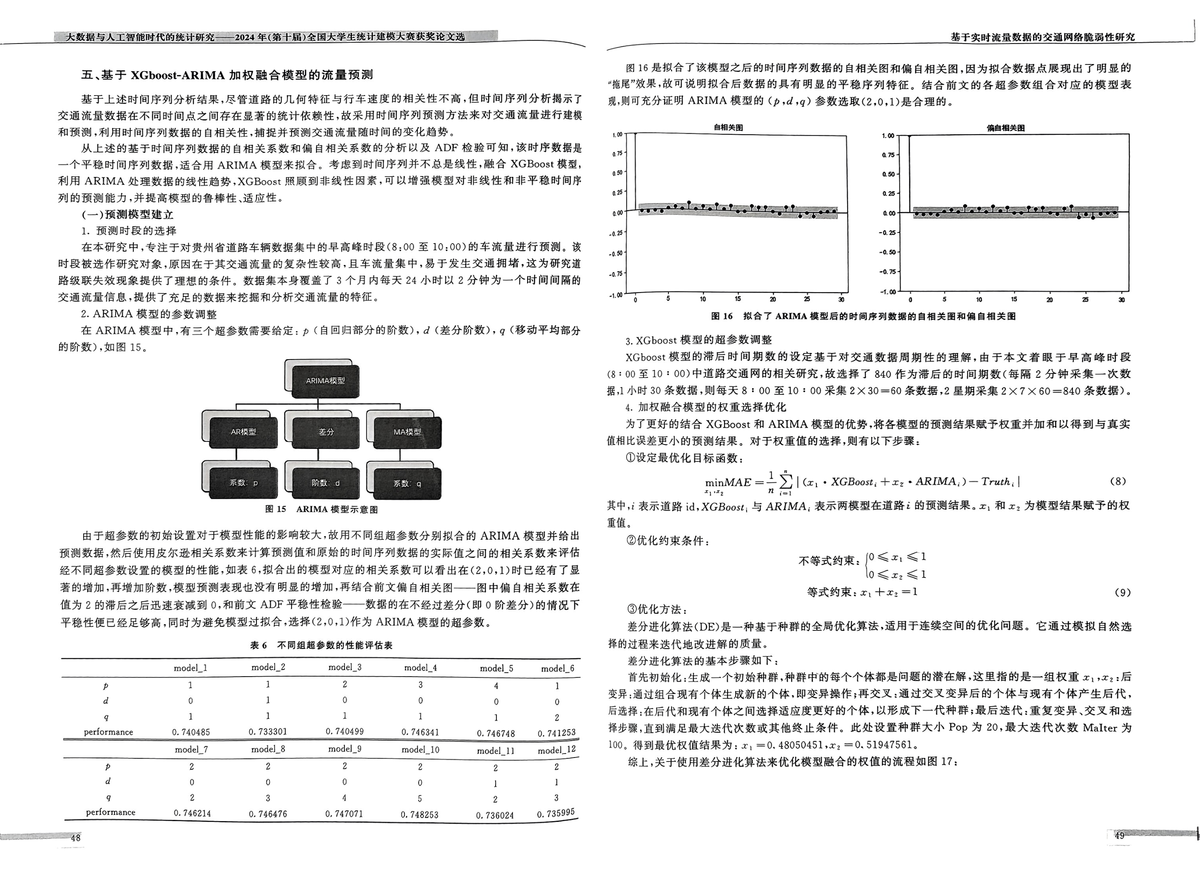 大数据与人工智能时代的统计研究——2024年(第十届)全国大学生统计建模大赛获奖论文选
五、基于 XGboost-ARIMA 加权融合模型的流量预测
基于上述时间序列分析结果,尽管道路的几何特征与行车速度的相关性不高,但时间序列分析揭示了
交通流量数据在不同时间点之间存在显著的统计依赖性,故采用时间序列预测方法来对交通流量进行建模
和预测,利用时间序列数据的自相关性,捕捉并预测交通流量随时间的变化趋势。
从上述的基于时间序列数据的自相关系数和偏自相关系数的分析以及 ADF 检验可知,该时序数据是
一个平稳时间序列数据,适合用 ARIMA 模型来拟合。考虑到时间序列并不总是线性,融合 XGBoost 模型,
利用 ARIMA 处理数据的线性趋势,XGBoost 照顾到非线性因素,可以增强模型对非线性和非平稳时间序
列的预测能力,并提高模型的鲁棒性、适应性。
(一)预测模型建立
1. 预测时段的选择
在本研究中,专注于对贵州省道路车辆数据集中的早高峰时段(8:00 至 10:00)的车流量进行预测。该
时段被选作研究对象,原因在于其交通流量的复杂性较高,且车流量集中,易于发生交通拥堵,这为研究道
路级联失效现象提供了理想的条件。数据集本身覆盖了 3 个月内每天 24 小时以 2 分钟为一个时间间隔的
交通流量信息,提供了充足的数据来挖掘和分析交通流量的特征。
2. ARIMA 模型的参数调整
在 ARIMA 模型中,有三个超参数需要给定:p(自回归部分的阶数),d(差分阶数),q(移动平均部分
的阶数),如图 15。
ARIMA模型
AR模型 差分 MA模型
系数: p 阶数: d 系数: q
图 15 ARIMA 模型示意图
由于超参数的初始设置对于模型性能的影响较大,故用不同组超参数分别拟合的 ARIMA 模型并给出
预测数据,然后使用皮尔逊相关系数来计算预测值和原始的时间序列数据的实际值之间的相关系数来评估
经不同超参数设置的模型的性能,如表 6,拟合出的模型对应的相关系数可以看出在(2,0,1)时已经有了显
著的增加,再增加阶数,模型预测表现也没有明显的增加,再结合前文偏自相关图——图中偏自相关系数在
值为 2 的滞后之后迅速衰减到 0,和前文 ADF 平稳性检验——数据的在不经过差分(即 0 阶差分)的情况下
平稳性便已经足够高,同时为避免模型过拟合,选择(2,0,1)作为 ARIMA 模型的超参数。
表 6 不同组超参数的性能评估表
model_1 model_2 model_3 model_4 model_5 model_6
p 1 1 2 3 4 1
d 0 1 0 0 0 0
q 1 1 1 1 1 2
performance 0.740485 0.733301 0.740499 0.746341 0.746748 0.741253
model_7 model_8 model_9 model_10 model_11 model_12
p 2 2 2 2 2 2
d 0 0 0 0 1 1
q 2 3 4 5 2 3
performance 0.746214 0.746476 0.747071 0.748253 0.736024 0.735995
48
基于实时流量数据的交通网络脆弱性研究
图 16 是拟合了该模型之后的时间序列数据的自相关图和偏自相关图,因为拟合数据点展现出了明显的
“拖尾”效果,故可说明拟合后数据的具有明显的平稳序列特征。结合前文的各超参数组合对应的模型表
现,则可充分证明 ARIMA 模型的(p,d,q)参数选取(2,0,1)是合理的。
自相关图
1.00
0.75
0.50
0.25
0.00
-0.25
-0.50
-0.75
-1.00
0 5 10 15 20 25 30
偏自相关图
1.00
0.75
0.50
0.25
0.00
-0.25
-0.50
-0.75
-1.00
0 5 10 15 20 25 30
图 16 拟合了 ARIMA 模型后的时间序列数据的自相关图和偏自相关图
3. XGboost 模型的超参数调整
XGboost 模型的滞后时间期数的设定基于对交通数据周期性的理解,由于本文着眼于早高峰时段
(8:00 至 10:00)中道路交通网的相关研究,故选择了 840 作为滞后的时间期数(每隔 2 分钟采集一次数
据,1 小时 30 条数据,则每天 8:00 至 10:00 采集 2×30=60 条数据,2 星期采集 2×7×60=840 条数据)。
4. 加权融合模型的权重选择优化
为了更好的结合 XGBoost 和 ARIMA 模型的优势,将各模型的预测结果赋予权重并加和以得到与真实
值相比误差更小的预测结果。对于权重值的选择,则有以下步骤:
①设定最优化目标函数:
min_{x₁,x₂} MAE = 1/n ∑_{i=1}^{n} |(x₁·XGBoostᵢ+x₂·ARIMAᵢ)-Truthᵢ| (8)
其中,i 表示道路 id,XGBoostᵢ 与 ARIMAᵢ 表示两模型在道路 i 的预测结果。x₁ 和 x₂ 为模型结果赋予的权
重值。
②优化约束条件:
不等式约束:{0⩽x₁⩽1
0⩽x₂⩽1
等式约束:x₁+x₂=1 (9)
③优化方法:
差分进化算法(DE)是一种基于种群的全局优化算法,适用于连续空间的优化问题。它通过模拟自然选
择的过程来迭代地改进解的质量。
差分进化算法的基本步骤如下:
首先初始化:生成一个初始种群,种群中的每个个体都是问题的潜在解,这里指的是一组权重 x₁,x₂;后
变异:通过组合现有个体生成新的个体,即变异操作;再交叉:通过交叉变异后的个体与现有个体产生后代,
后选择:在后代和现有个体之间选择适应度更好的个体,以形成下一代种群;最后迭代:重复变异、交叉和选
择步骤,直到满足最大迭代次数或其他终止条件。此处设置种群大小 Pop 为 20,最大迭代次数 MaIter 为
100。得到最优权值结果为:x₁=0.48050451,x₂=0.51947561。
综上,关于使用差分进化算法来优化模型融合的权值的流程如图 17:
49